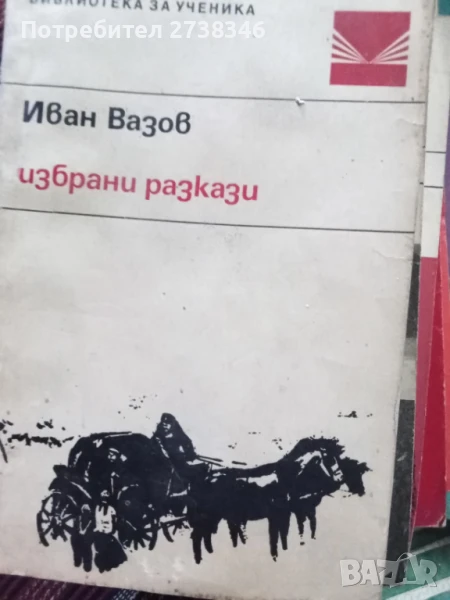 БИБЛИОТЕКА ЗА УЧЕНИКА
Потребител 2738346
Иван Вазов
избрани разкази
BAZAR